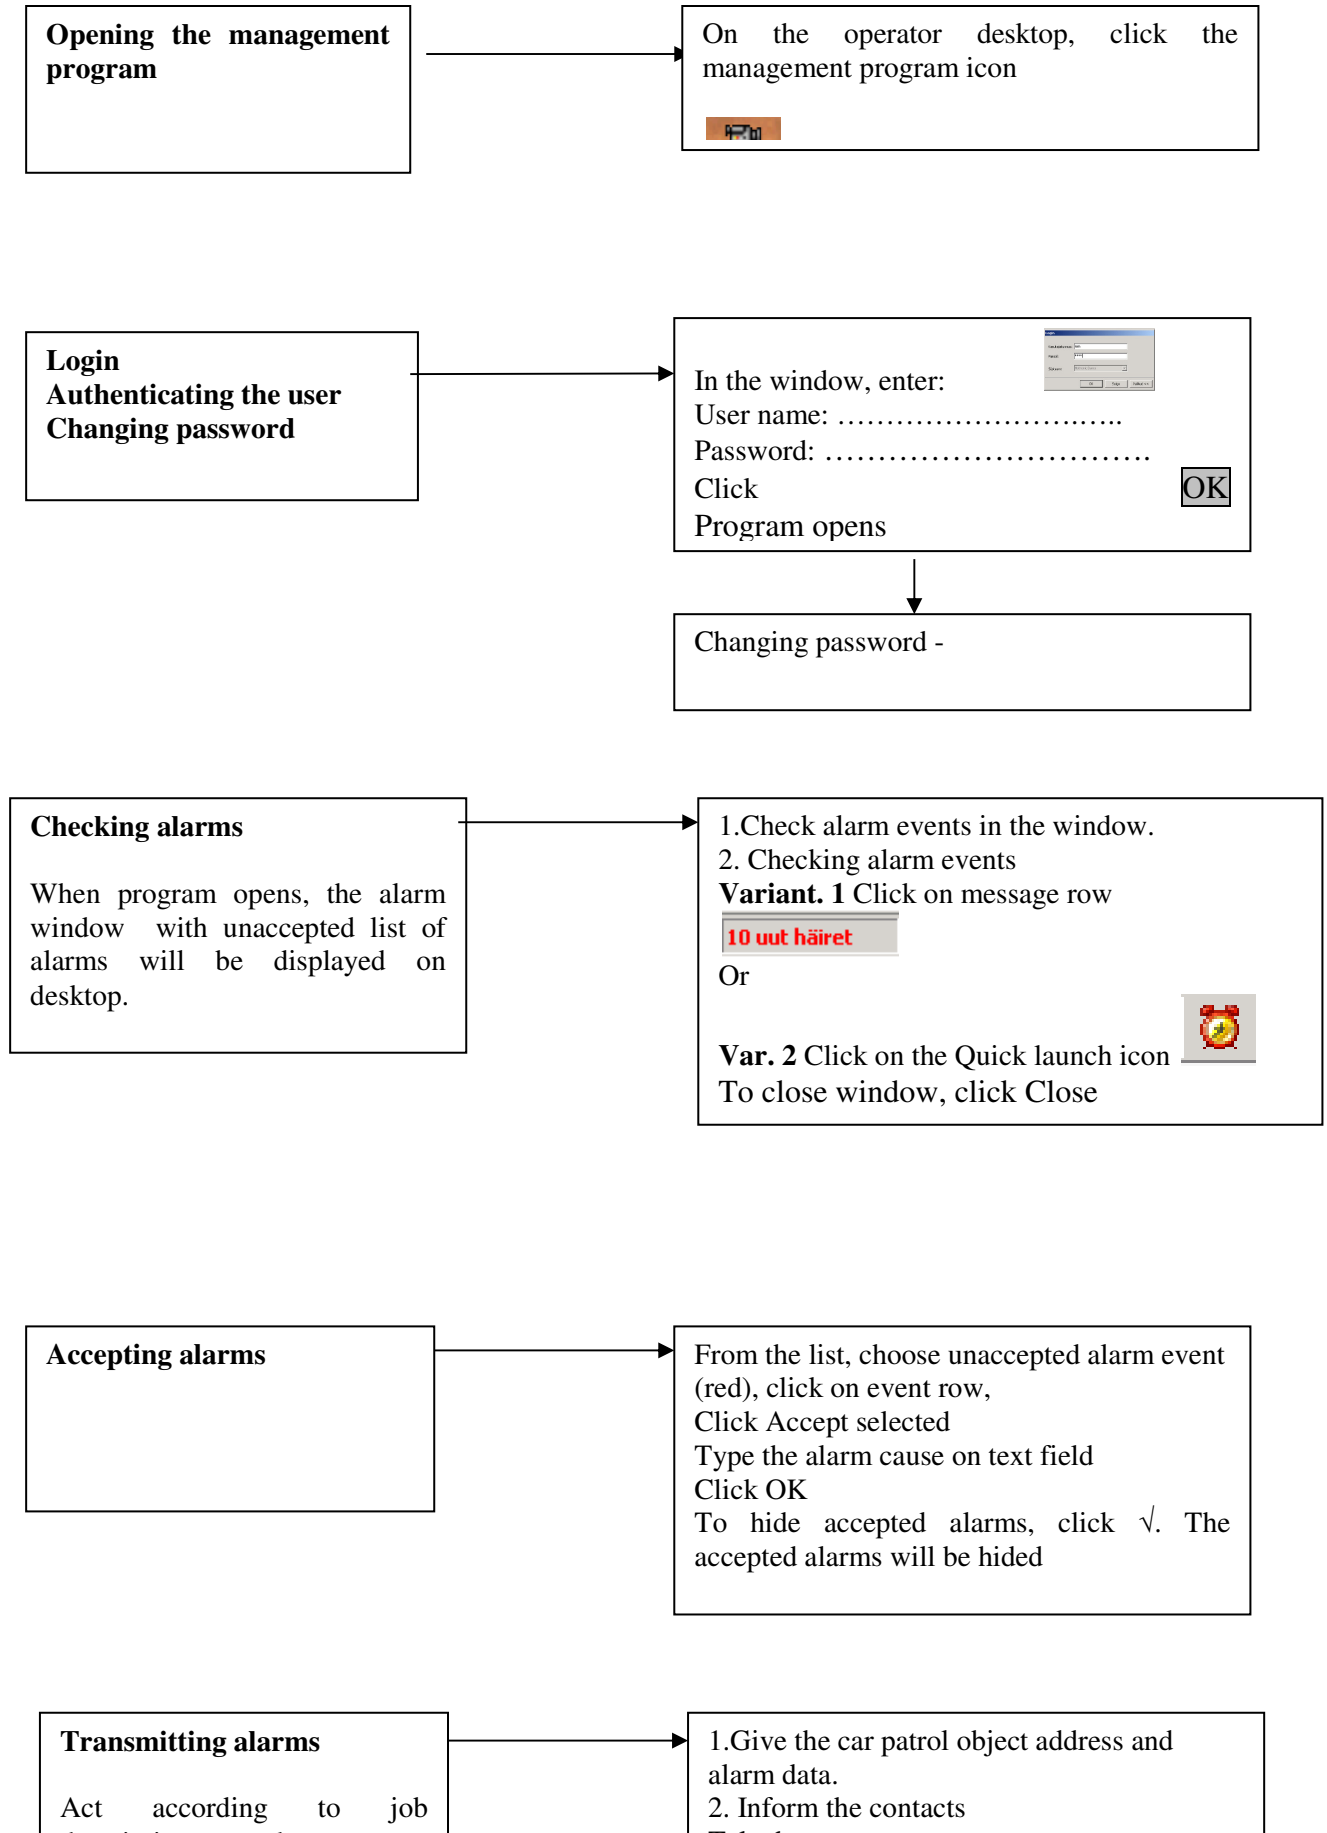 Opening the management
program
On the operator desktop, click the
management program icon
Login
Authenticating the user
Changing password
In the window, enter:
User name: …………………….…..
Password: ………………………….
Click OK
Program opens
Changing password -
Checking alarms
When program opens, the alarm
window with unaccepted list of
alarms will be displayed on
desktop.
1.Check alarm events in the window.
2. Checking alarm events
Variant. 1 Click on message row
10 uut häiret
Or
Var. 2 Click on the Quick launch icon
To close window, click Close
Accepting alarms
From the list, choose unaccepted alarm event
(red), click on event row,
Click Accept selected
Type the alarm cause on text field
Click OK
To hide accepted alarms, click √. The
accepted alarms will be hided
Transmitting alarms
Act according to job
1.Give the car patrol object address and
alarm data.
2. Inform the contacts